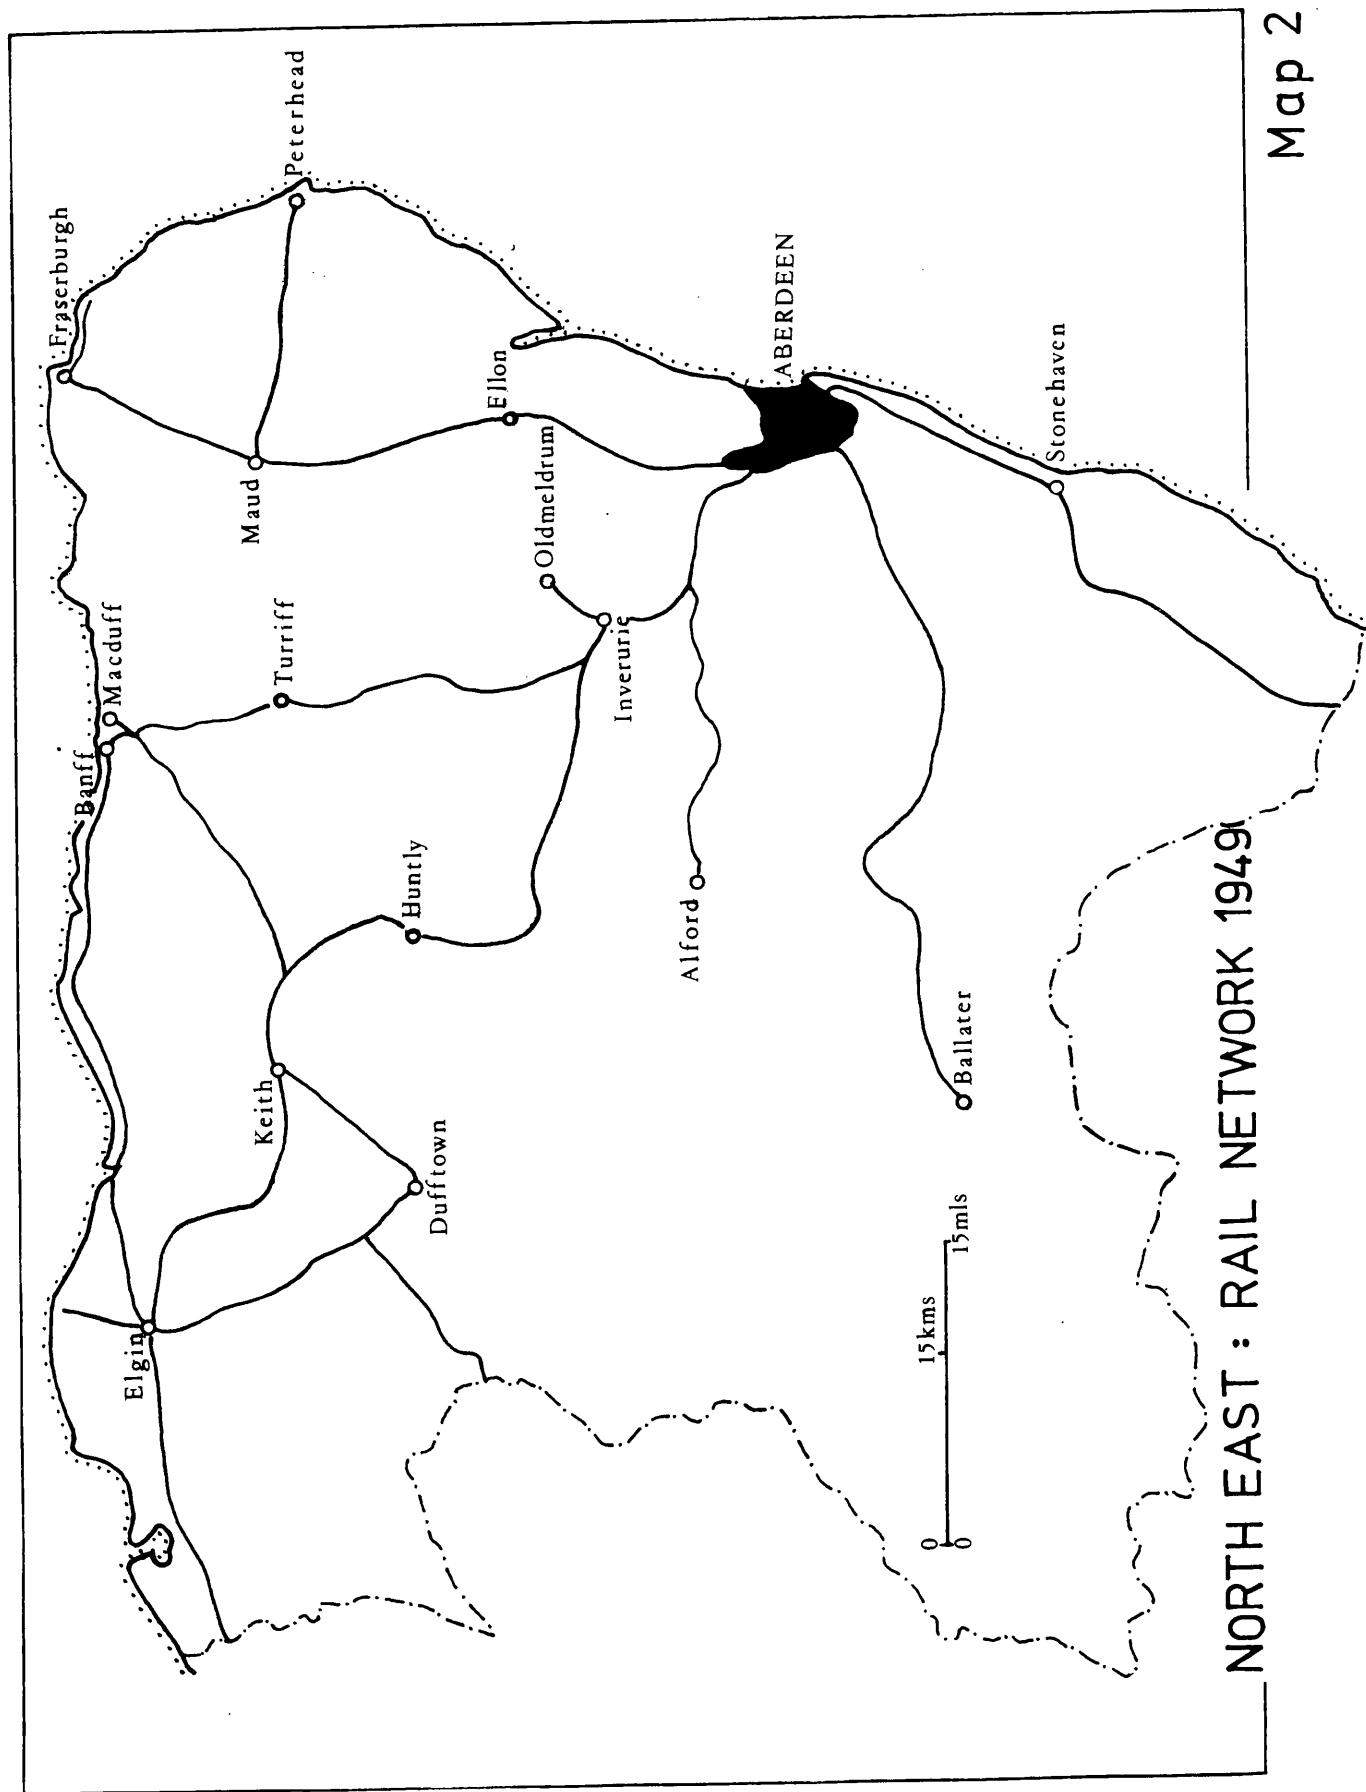 Fraserburgh
Peterhead
Maud
Ellon
Banff
Macduff
Turriff
Oldmeldrum
Inverurie
ABERDEEN
Stonehaven
Elgin
Keith
Dufftown
Huntly
Alford
Ballater
15kms
0
0
15mls
NORTH EAST : RAIL NETWORK 1949
Map 2